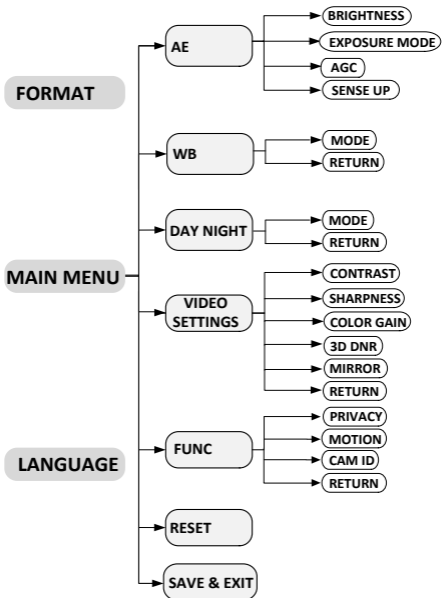 FORMAT
MAIN MENU
LANGUAGE
AE
BRIGHTNESS
EXPOSURE MODE
AGC
SENSE UP
WB
MODE
RETURN
DAY NIGHT
MODE
RETURN
VIDEO
SETTINGS
CONTRAST
SHARPNESS
COLOR GAIN
3D DNR
MIRROR
RETURN
FUNC
PRIVACY
MOTION
CAM ID
RETURN
RESET
SAVE & EXIT